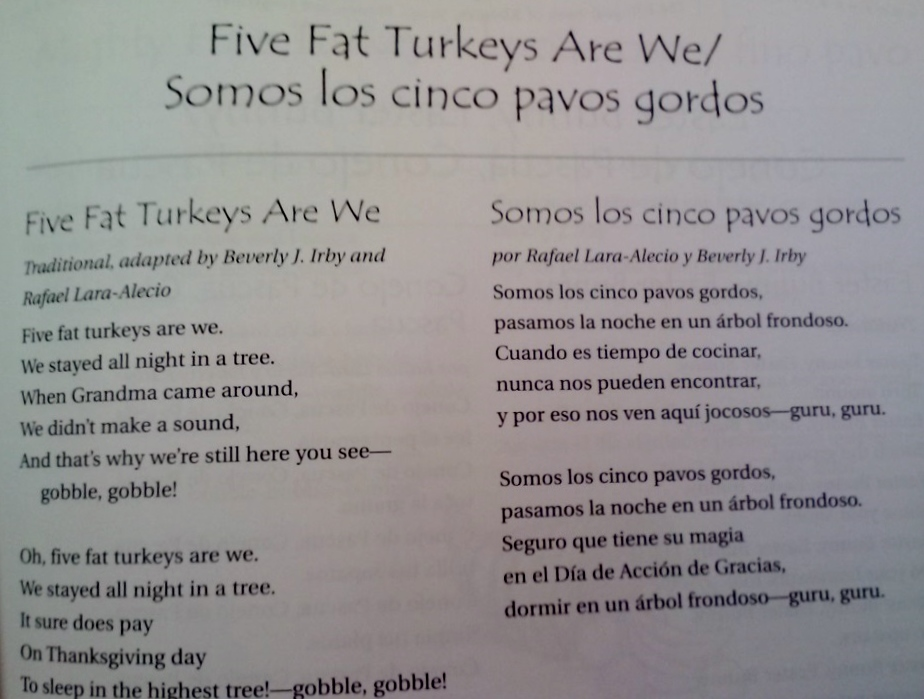 Five Fat Turkeys Are We/
Somos los cinco pavos gordos
Five Fat Turkeys Are We
Traditional, adapted by Beverly J. Irby and
Rafael Lara-Alecio
Five fat turkeys are we.
We stayed all night in a tree.
When Grandma came around,
We didn't make a sound,
And that's why we're still here you see—
gobble, gobble!
Oh, five fat turkeys are we.
We stayed all night in a tree.
It sure does pay
On Thanksgiving day
To sleep in the highest tree!—gobble, gobble!
Somos los cinco pavos gordos
por Rafael Lara-Alecio y Beverly J. Irby
Somos los cinco pavos gordos,
pasamos la noche en un árbol frondoso.
Cuando es tiempo de cocinar,
nunca nos pueden encontrar,
y por eso nos ven aquí jocosos—guru, guru.
Somos los cinco pavos gordos,
pasamos la noche en un árbol frondoso.
Seguro que tiene su magia
en el Día de Acción de Gracias,
dormir en un árbol frondoso—guru, guru.